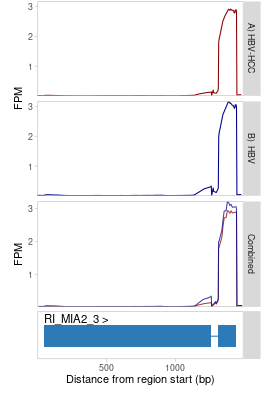 3
2
1
A) HBV-HCC
3
2
1
B) HBV
FPM
3
2
1
Combined
FPM
RI_MIA2_3 >
500
1000
Distance from region start (bp)